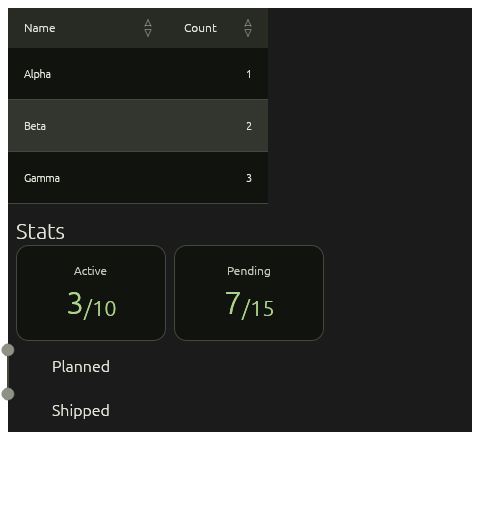 Name Count
Alpha 1
Beta 2
Gamma 3
Stats
Active Pending
3/10 7/15
Planned
Shipped